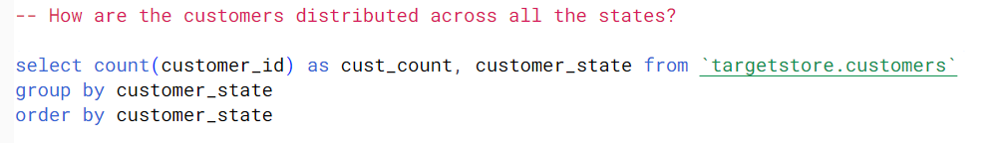 -- How are the customers distributed across all the states?
select count(customer_id) as cust_count, customer_state from `targetstore.customers`
group by customer_state
order by customer_state